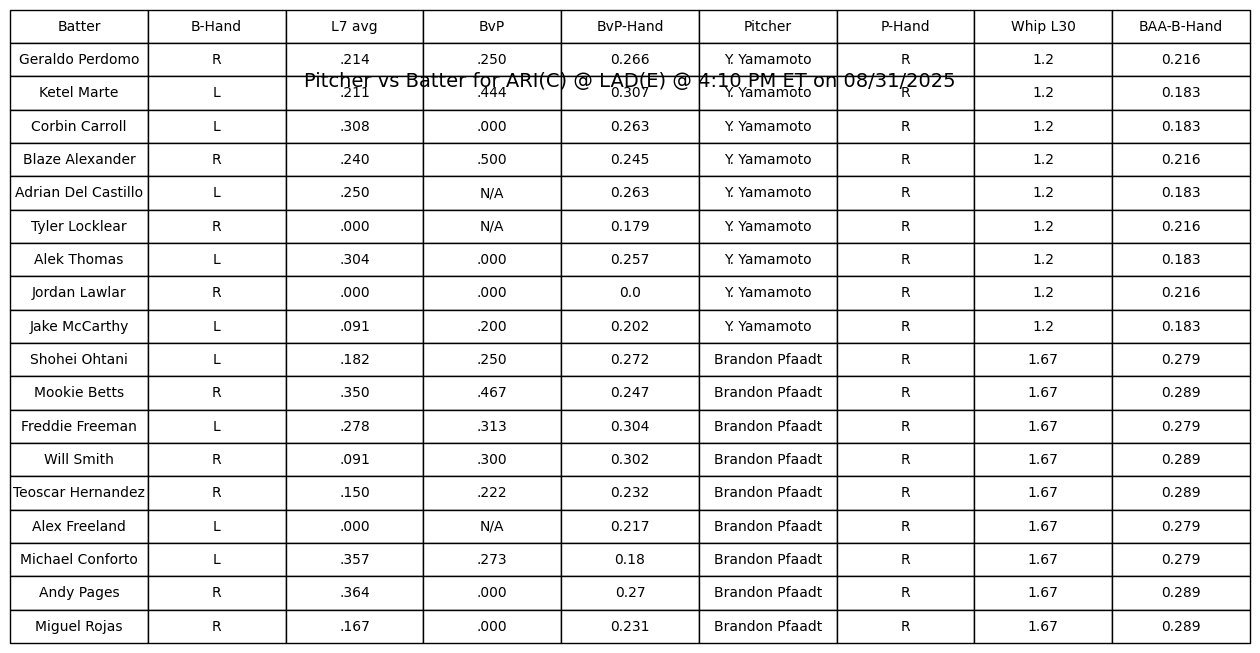 Batter B-Hand L7 avg BvP BvP-Hand Pitcher P-Hand Whip L30 BAA-B-Hand
Geraldo Perdomo R .214 .250 0.266 Y. Yamamoto R 1.2 0.216
Pitcher vs Batter for ARI(C) @ LAD(E) @ 4:10 PM ET on 08/31/2025
Ketel Marte L .211 .444 0.307 Y. Yamamoto R 1.2 0.183
Corbin Carroll L .308 .000 0.263 Y. Yamamoto R 1.2 0.183
Blaze Alexander R .240 .500 0.245 Y. Yamamoto R 1.2 0.216
Adrian Del Castillo L .250 N/A 0.263 Y. Yamamoto R 1.2 0.183
Tyler Locklear R .000 N/A 0.179 Y. Yamamoto R 1.2 0.216
Alek Thomas L .304 .000 0.257 Y. Yamamoto R 1.2 0.183
Jordan Lawlar R .000 .000 0.0 Y. Yamamoto R 1.2 0.216
Jake McCarthy L .091 .200 0.202 Y. Yamamoto R 1.2 0.183
Shohei Ohtani L .182 .250 0.272 Brandon Pfaadt R 1.67 0.279
Mookie Betts R .350 .467 0.247 Brandon Pfaadt R 1.67 0.289
Freddie Freeman L .278 .313 0.304 Brandon Pfaadt R 1.67 0.279
Will Smith R .091 .300 0.302 Brandon Pfaadt R 1.67 0.289
Teoscar Hernandez R .150 .222 0.232 Brandon Pfaadt R 1.67 0.289
Alex Freeland L .000 N/A 0.217 Brandon Pfaadt R 1.67 0.279
Michael Conforto L .357 .273 0.18 Brandon Pfaadt R 1.67 0.279
Andy Pages R .364 .000 0.27 Brandon Pfaadt R 1.67 0.289
Miguel Rojas R .167 .000 0.231 Brandon Pfaadt R 1.67 0.289